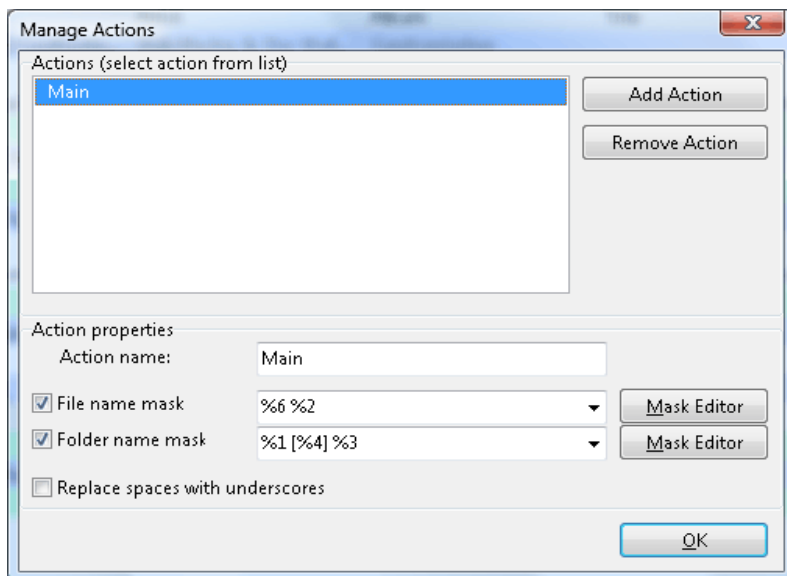 Manage Actions
Actions (select action from list)
Main
Add Action
Remove Action
Action properties
Action name:
Main
File name mask
%6 %2
Mask Editor
Folder name mask
%1 [%4] %3
Mask Editor
Replace spaces with underscores
OK